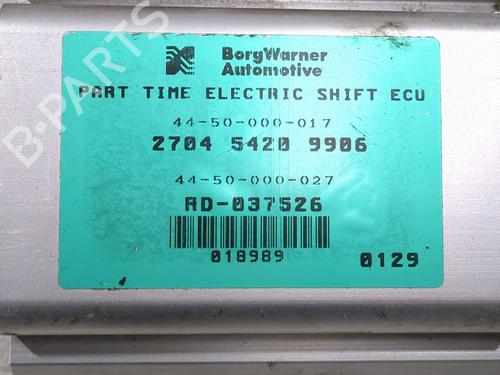 BorgWarner
Automotive
PART TIME ELECTRIC SHIFT ECU
44-50-000-017
2704 5420 9906
44-50-000-027
AD-037526
018989
0129
B-PARTS